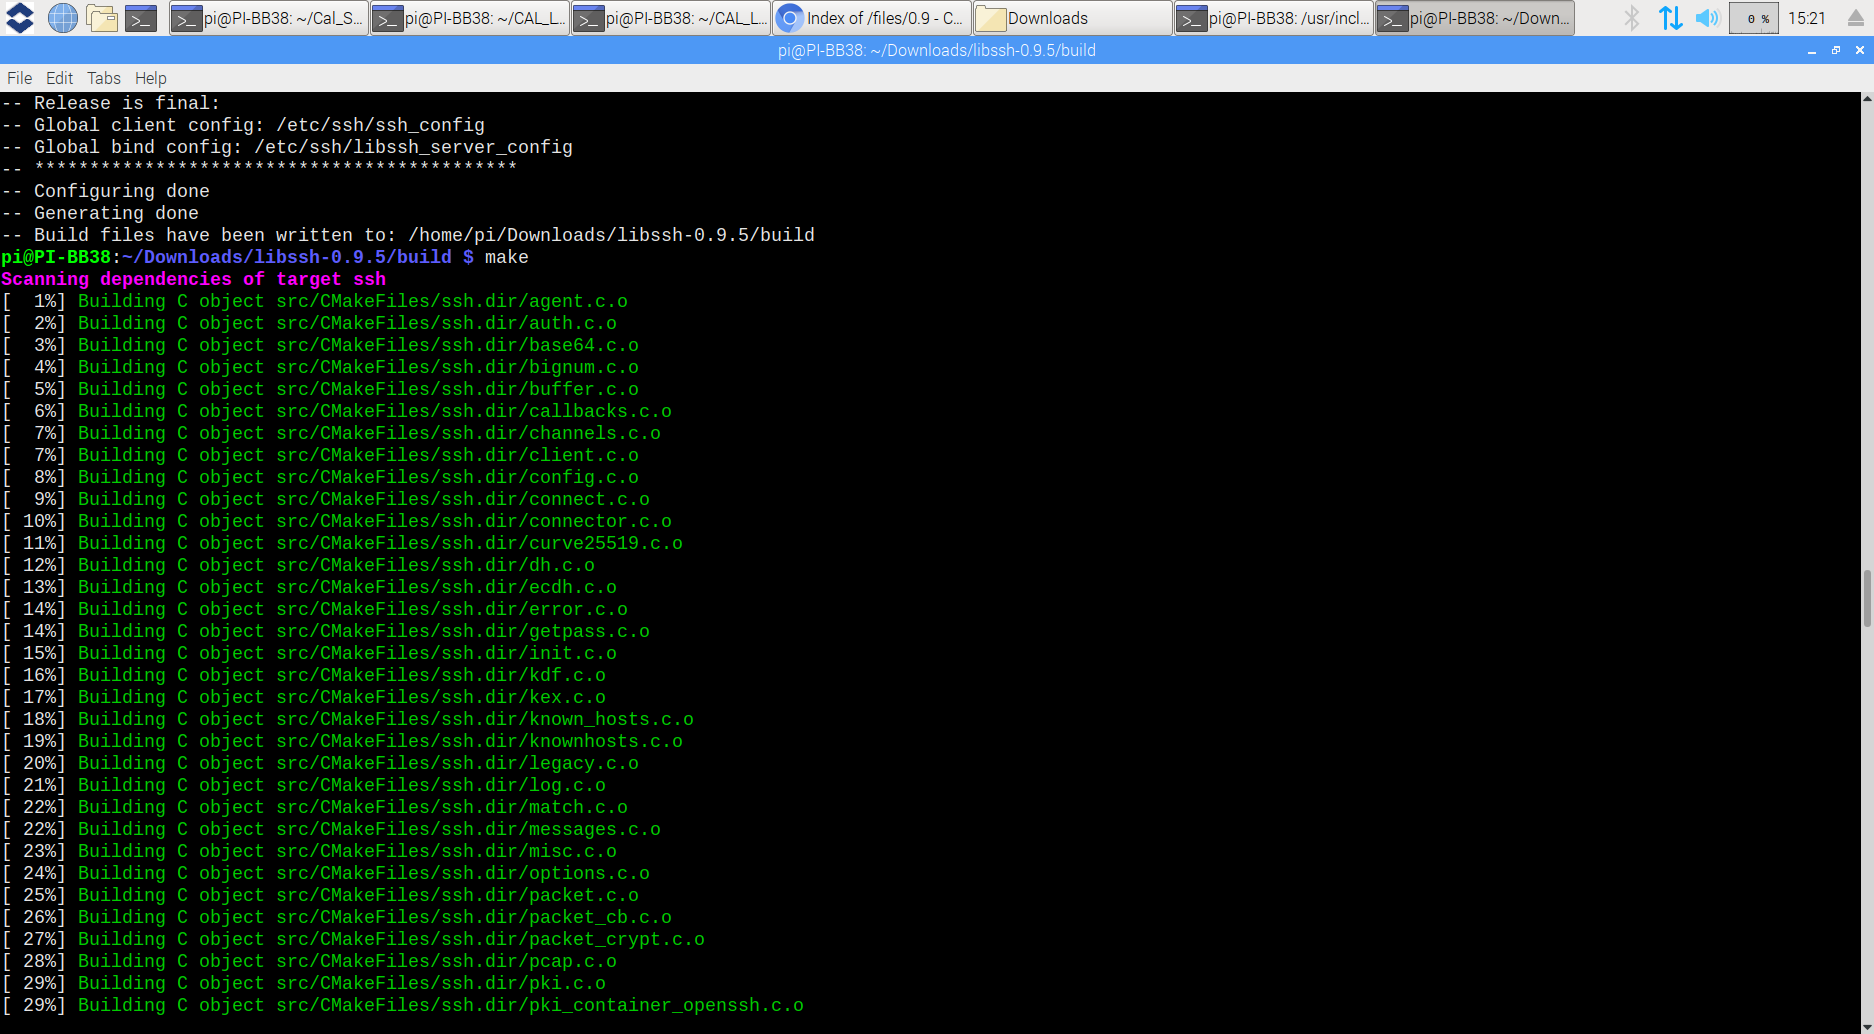 pi@PI-BB38: ~/Cal_S... pi@PI-BB38: ~/CAL_L... pi@PI-BB38: ~/CAL_L... Index of /files/0.9 - C... Downloads pi@PI-BB38: /usr/incl... pi@PI-BB38: ~/Down... 0 % 15:21
pi@PI-BB38: ~/Downloads/libssh-0.9.5/build
File Edit Tabs Help
-- Release is final:
-- Global client config: /etc/ssh/ssh_config
-- Global bind config: /etc/ssh/libssh_server_config
-- ********************************************
-- Configuring done
-- Generating done
-- Build files have been written to: /home/pi/Downloads/libssh-0.9.5/build
pi@PI-BB38:~/Downloads/libssh-0.9.5/build $ make
Scanning dependencies of target ssh
[  1%] Building C object src/CMakeFiles/ssh.dir/agent.c.o
[  2%] Building C object src/CMakeFiles/ssh.dir/auth.c.o
[  3%] Building C object src/CMakeFiles/ssh.dir/base64.c.o
[  4%] Building C object src/CMakeFiles/ssh.dir/bignum.c.o
[  5%] Building C object src/CMakeFiles/ssh.dir/buffer.c.o
[  6%] Building C object src/CMakeFiles/ssh.dir/callbacks.c.o
[  7%] Building C object src/CMakeFiles/ssh.dir/channels.c.o
[  7%] Building C object src/CMakeFiles/ssh.dir/client.c.o
[  8%] Building C object src/CMakeFiles/ssh.dir/config.c.o
[  9%] Building C object src/CMakeFiles/ssh.dir/connect.c.o
[ 10%] Building C object src/CMakeFiles/ssh.dir/connector.c.o
[ 11%] Building C object src/CMakeFiles/ssh.dir/curve25519.c.o
[ 12%] Building C object src/CMakeFiles/ssh.dir/dh.c.o
[ 13%] Building C object src/CMakeFiles/ssh.dir/ecdh.c.o
[ 14%] Building C object src/CMakeFiles/ssh.dir/error.c.o
[ 14%] Building C object src/CMakeFiles/ssh.dir/getpass.c.o
[ 15%] Building C object src/CMakeFiles/ssh.dir/init.c.o
[ 16%] Building C object src/CMakeFiles/ssh.dir/kdf.c.o
[ 17%] Building C object src/CMakeFiles/ssh.dir/kex.c.o
[ 18%] Building C object src/CMakeFiles/ssh.dir/known_hosts.c.o
[ 19%] Building C object src/CMakeFiles/ssh.dir/knownhosts.c.o
[ 20%] Building C object src/CMakeFiles/ssh.dir/legacy.c.o
[ 21%] Building C object src/CMakeFiles/ssh.dir/log.c.o
[ 22%] Building C object src/CMakeFiles/ssh.dir/match.c.o
[ 22%] Building C object src/CMakeFiles/ssh.dir/messages.c.o
[ 23%] Building C object src/CMakeFiles/ssh.dir/misc.c.o
[ 24%] Building C object src/CMakeFiles/ssh.dir/options.c.o
[ 25%] Building C object src/CMakeFiles/ssh.dir/packet.c.o
[ 26%] Building C object src/CMakeFiles/ssh.dir/packet_cb.c.o
[ 27%] Building C object src/CMakeFiles/ssh.dir/packet_crypt.c.o
[ 28%] Building C object src/CMakeFiles/ssh.dir/pcap.c.o
[ 29%] Building C object src/CMakeFiles/ssh.dir/pki.c.o
[ 29%] Building C object src/CMakeFiles/ssh.dir/pki_container_openssh.c.o